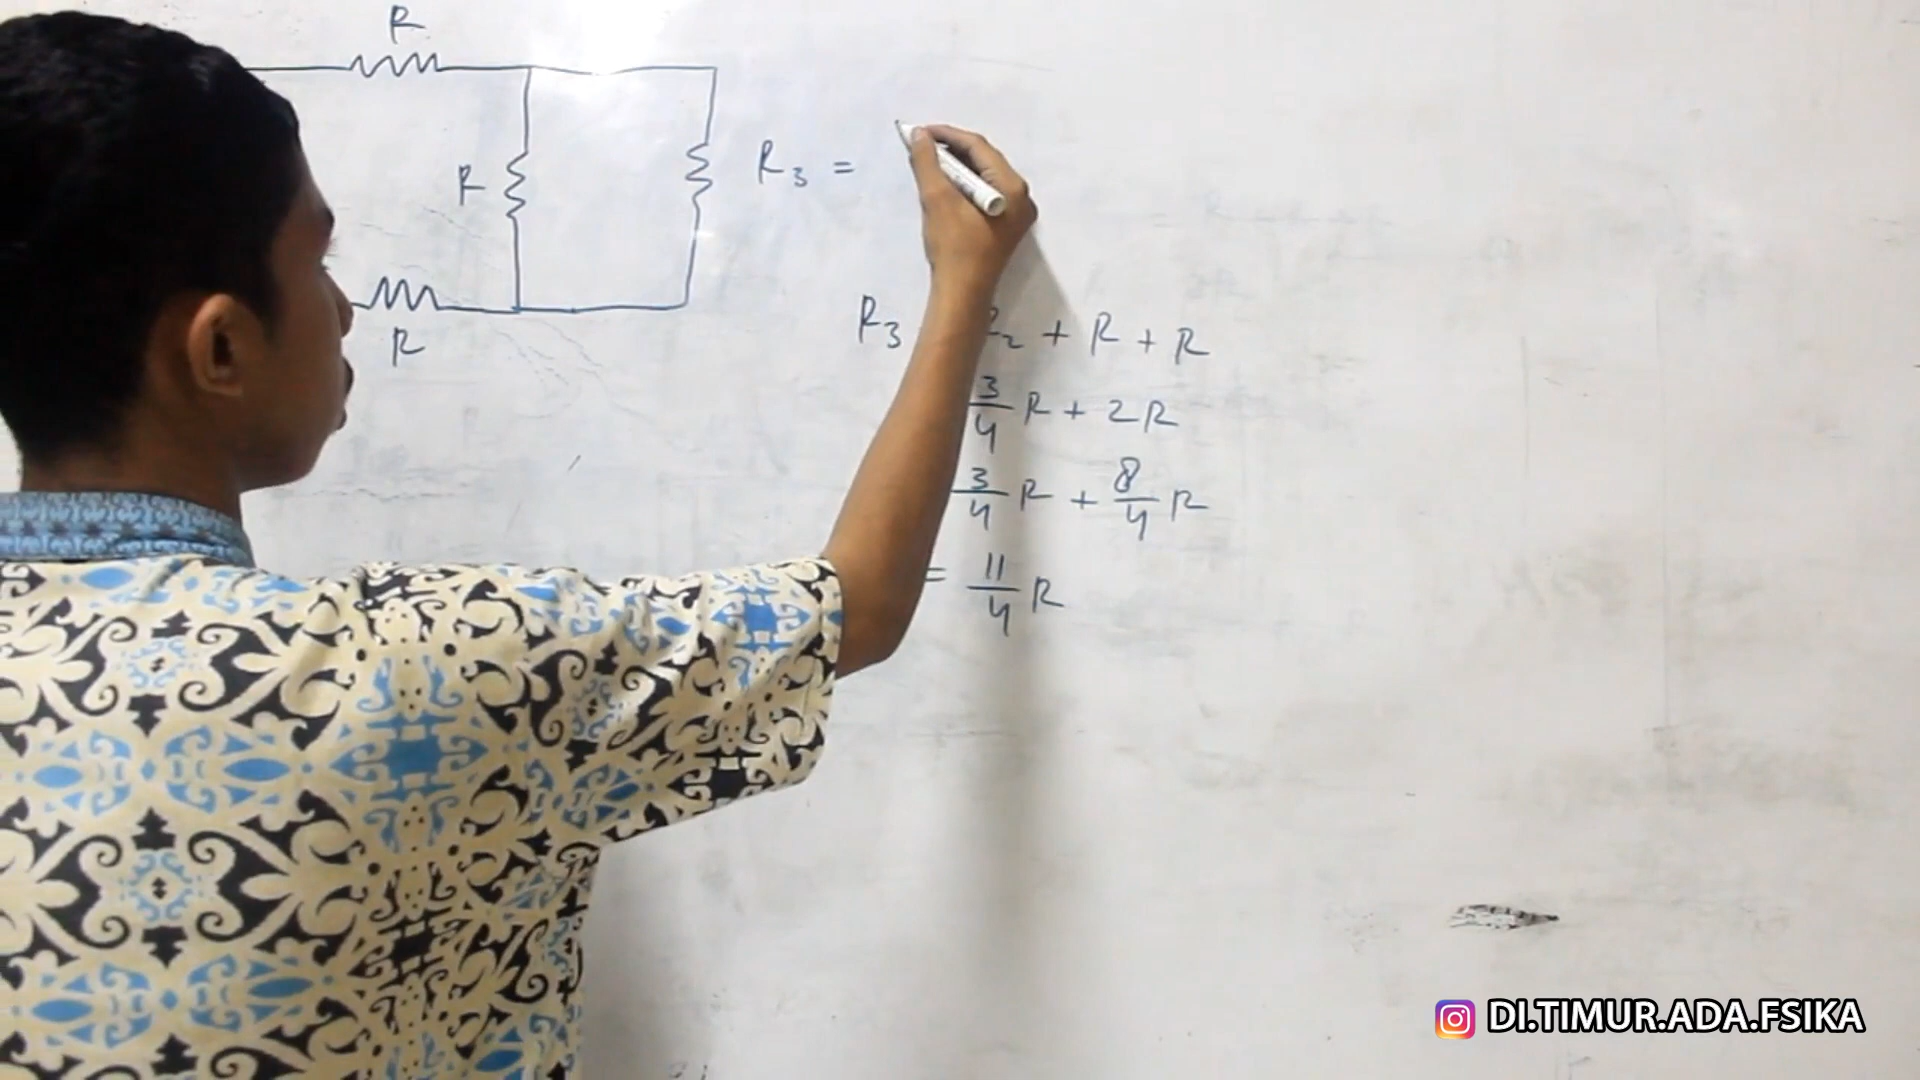 R
R
R
R₃ =
R₃ R₂ + R + R
3/4 R + 2R
3/4 R + 8/4 R
= 11/4 R
DI.TIMUR.ADA.FSIKA